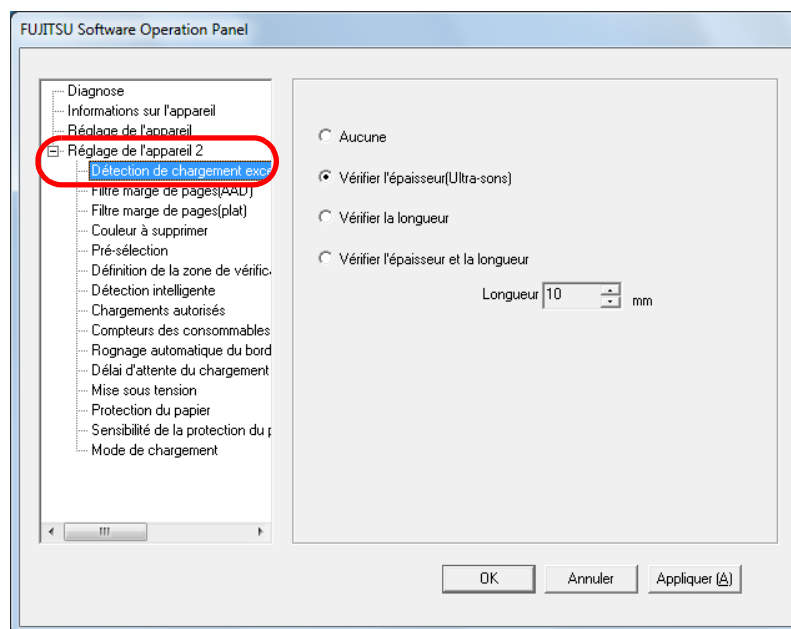 FUJITSU Software Operation Panel
Diagnose
Informations sur l'appareil
Réglage de l'appareil
Réglage de l'appareil 2
Détection de chargement exce
Filtre marge de pages(AAD)
Filtre marge de pages(plat)
Couleur à supprimer
Pré-sélection
Définition de la zone de vérific
Détection intelligente
Chargements autorisés
Compteurs des consommables
Rognage automatique du bord
Délai d'attente du chargement
Mise sous tension
Protection du papier
Sensibilité de la protection du p
Mode de chargement
Aucune
Vérifier l'épaisseur(Ultra-sons)
Vérifier la longueur
Vérifier l'épaisseur et la longueur
Longueur 10 mm
OK Annuler Appliquer (A)